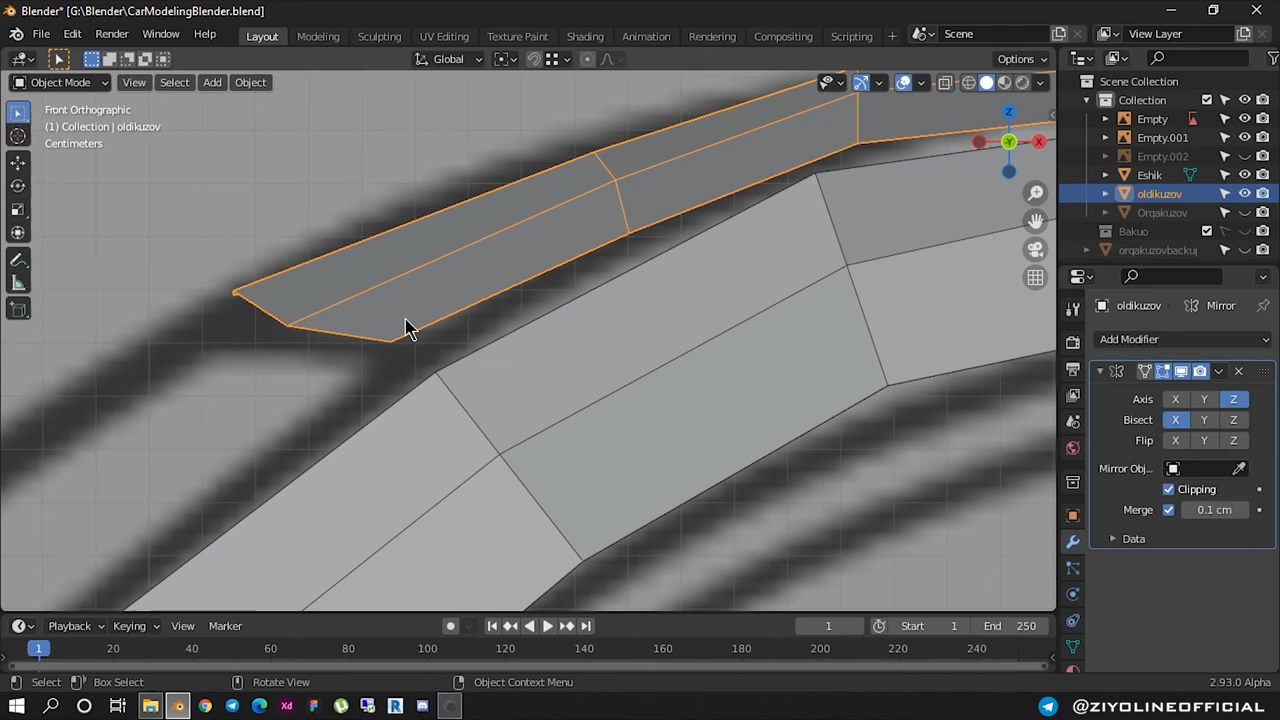 Blender* [G:\Blender/CarModelingBlender.blend]
File Edit Render Window Help Layout Modeling Sculpting UV Editing Texture Paint Shading Animation Rendering Compositing Scripting + Scene View Layer
Global Options
Object Mode View Select Add Object
Front Orthographic
(1) Collection | oldikuzov
Centimeters
Z
Y
X
Scene Collection
Collection
Empty
Empty.001
Empty.002
Eshik
oldikuzov
Orqakuzov
Bakuo
orqakuzovbackuj
oldikuzov Mirror
Add Modifier
Axis X Y Z
Bisect X Y Z
Flip X Y Z
Mirror Obj...
Clipping
Merge 0.1 cm
Data
Playback Keying View Marker 1 Start 1 End 250
1 20 40 60 80 100 120 140 160 180 200 220 240
Select Box Select Rotate View Object Context Menu 2.93.0 Alpha
Xd R @ZIYOLINEOFFICIAL